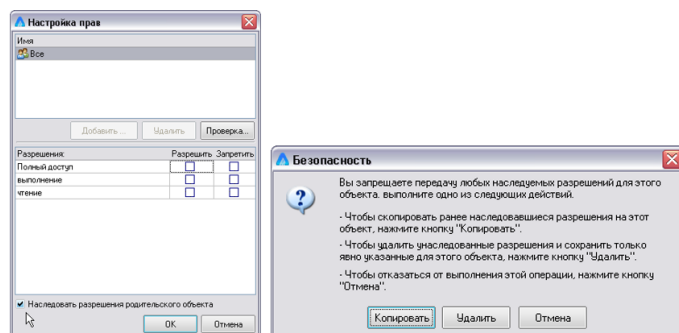 Настройка прав
Имя
Все
Добавить ...
Удалить
Проверка...
Разрешения:
Разрешить
Запретить
Полный доступ
выполнение
чтение
Наследовать разрешения родительского объекта
OK
Отмена
Безопасность
Вы запрещаете передачу любых наследуемых разрешений для этого
объекта. выполните одно из следующих действий.
- Чтобы скопировать ранее наследовавшиеся разрешения на этот
объект, нажмите кнопку "Копировать".
- Чтобы удалить унаследованные разрешения и сохранить только
явно указанные для этого объекта, нажмите кнопку "Удалить".
- Чтобы отказаться от выполнения этой операции, нажмите кнопку
"Отмена".
Копировать
Удалить
Отмена